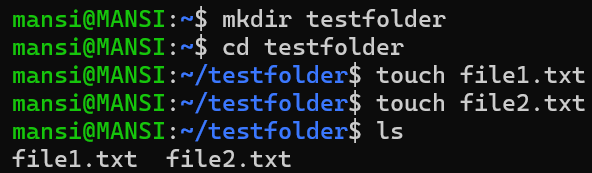 mansi@MANSI:~$ mkdir testfolder
mansi@MANSI:~$ cd testfolder
mansi@MANSI:~/testfolder$ touch file1.txt
mansi@MANSI:~/testfolder$ touch file2.txt
mansi@MANSI:~/testfolder$ ls
file1.txt  file2.txt